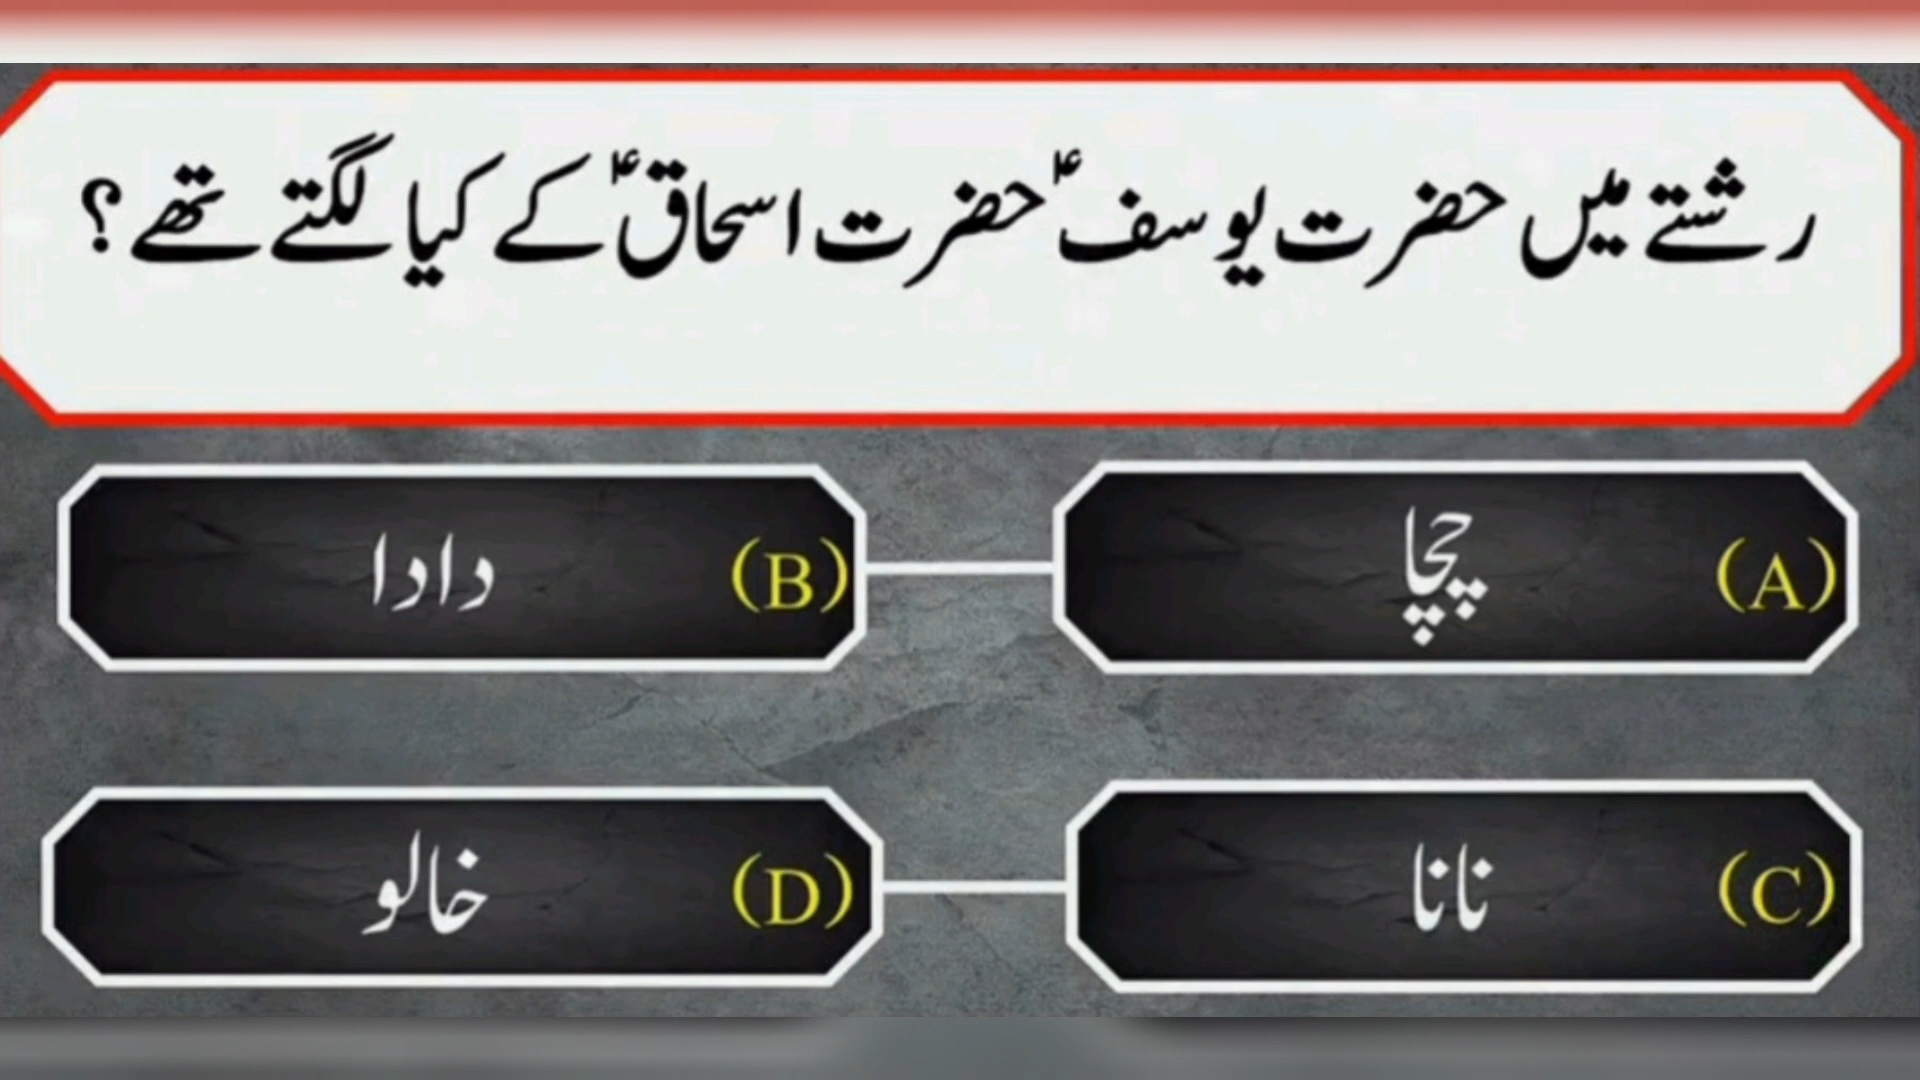 رشتے میں حضرت یوسفؑ حضرت اسحاقؑ کے کیا لگتے تھے؟
(A) چچا
(B) دادا
(C) نانا
(D) خالو